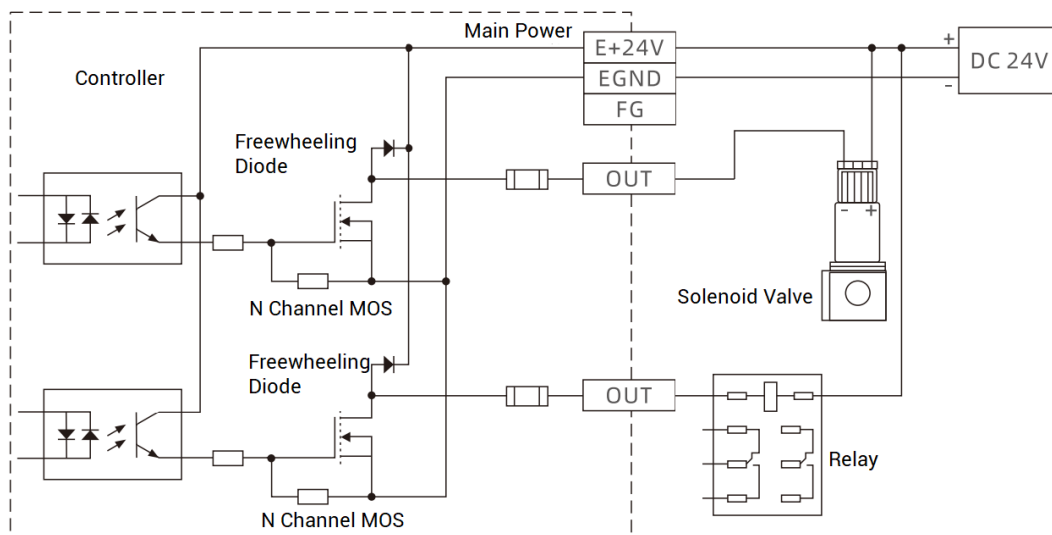 Main Power
E+24V
+
DC 24V
Controller
EGND
-
FG
Freewheeling
Diode
OUT
- +
N Channel MOS
Solenoid Valve
Freewheeling
Diode
OUT
Relay
N Channel MOS